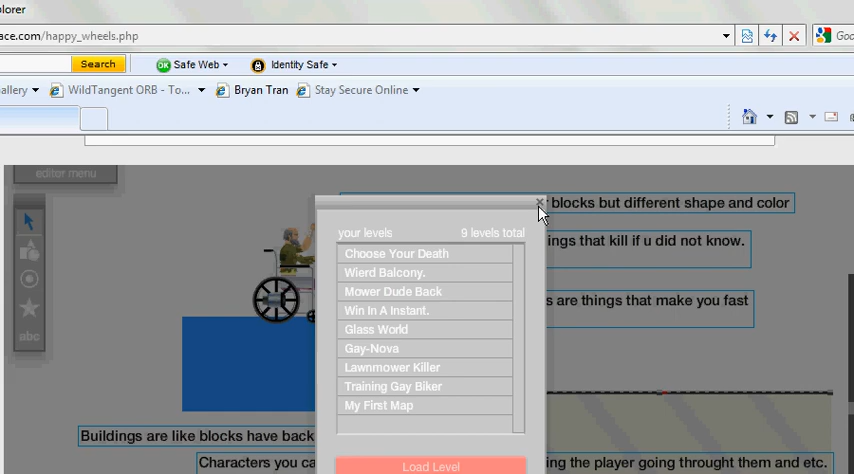 plorer
ace.com/happy_wheels.php
Goo
Search
OK Safe Web
Identity Safe
allery
WildTangent ORB - To...
Bryan Tran
Stay Secure Online
editor menu
blocks but different shape and color
your levels
9 levels total
ings that kill if u did not know.
Choose Your Death
Wierd Balcony.
Mower Dude Back
s are things that make you fast
Win In A Instant.
Glass World
abc
Gay-Nova
Lawnmower Killer
Training Gay Biker
My First Map
Buildings are like blocks have back
Characters you ca
ing the player going throught them and etc.
Load Level